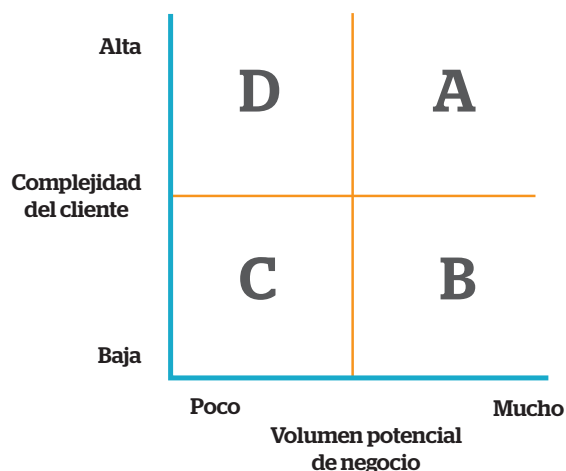 Alta
D
A
Complejidad
del cliente
C
B
Baja
Poco
Mucho
Volumen potencial
de negocio